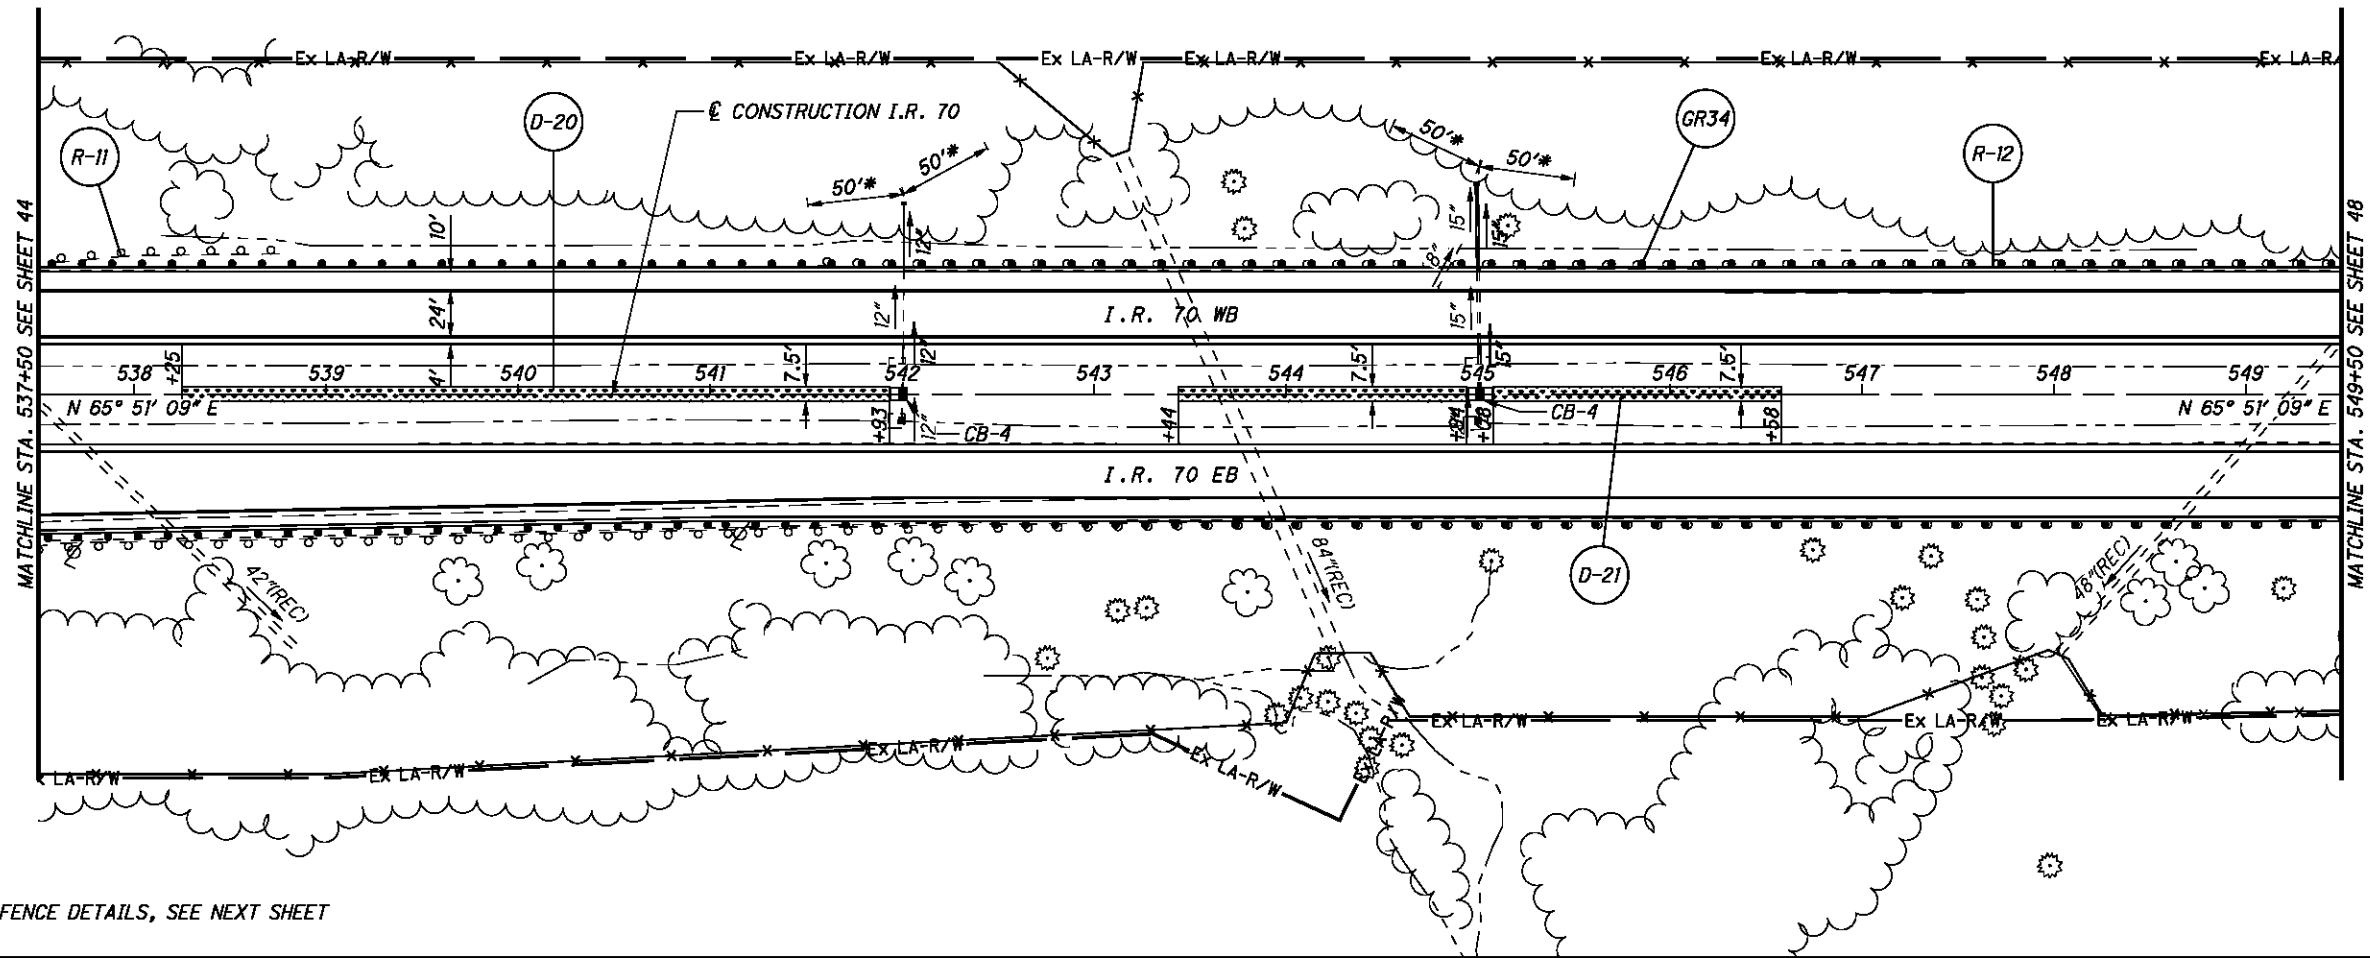 Ex LA-R/W
Ex LA-R/W
Ex LA-R/W
Ex LA-R/W
Ex LA-R/W
Ex LA-R/
R-11
D-20
℄ CONSTRUCTION I.R. 70
GR34
R-12
50'*
50'*
50'*
50'*
10'
12"
15"
15"
MATCHLINE STA. 537+50 SEE SHEET 44
MATCHLINE STA. 549+50 SEE SHEET 48
24'
12"
12"
15"
15"
I.R. 70 WB
4'
7.5'
7.5'
7.5'
538
+25
539
540
541
542
543
544
545
546
547
548
549
N 65° 51' 09" E
N 65° 51' 09" E
+93
12"
CB-4
+44
CB-4
+58
I.R. 70 EB
D-21
42"(REC)
84"(REC)
48"(REC)
LA-R/W
Ex LA-R/W
Ex LA-R/W
Ex LA-R/W
Ex LA-R/W
Ex LA-R/W
Ex LA-R/W
Ex LA-R/W
FENCE DETAILS, SEE NEXT SHEET